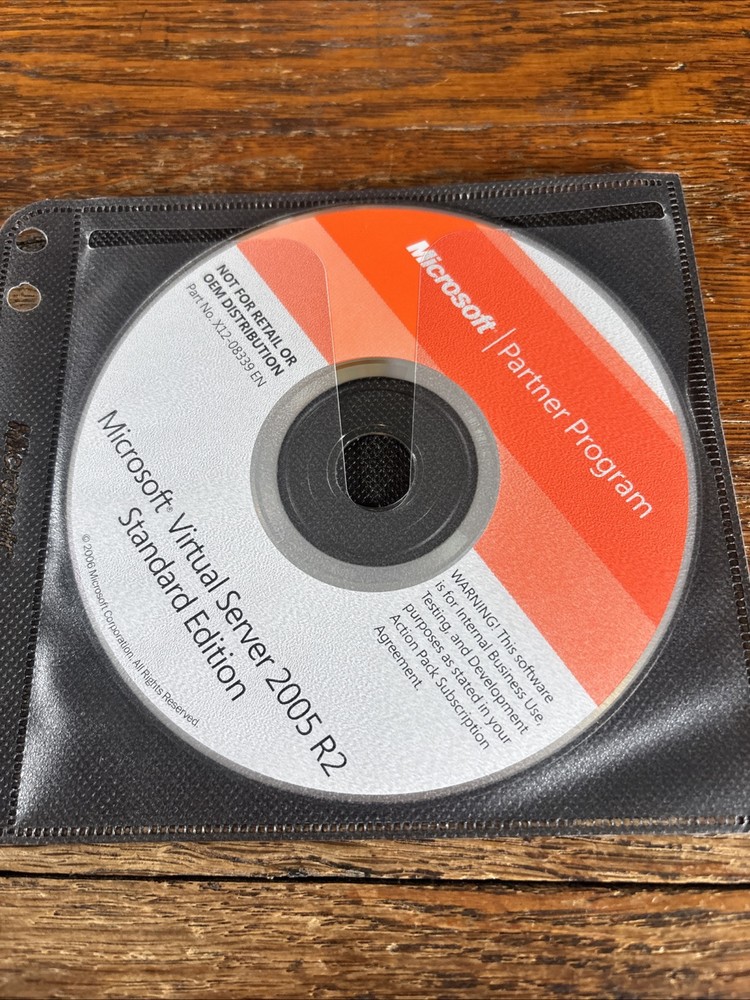 Microsoft | Partner Program
NOT FOR RETAIL OR
OEM DISTRIBUTION
Part No. X12-08339 EN
Microsoft® Virtual Server 2005 R2
Standard Edition
WARNING! This software
is for Internal Business Use,
Testing, and Development
purposes as stated in your
Action Pack Subscription
Agreement.
© 2006 Microsoft Corporation. All Rights Reserved.